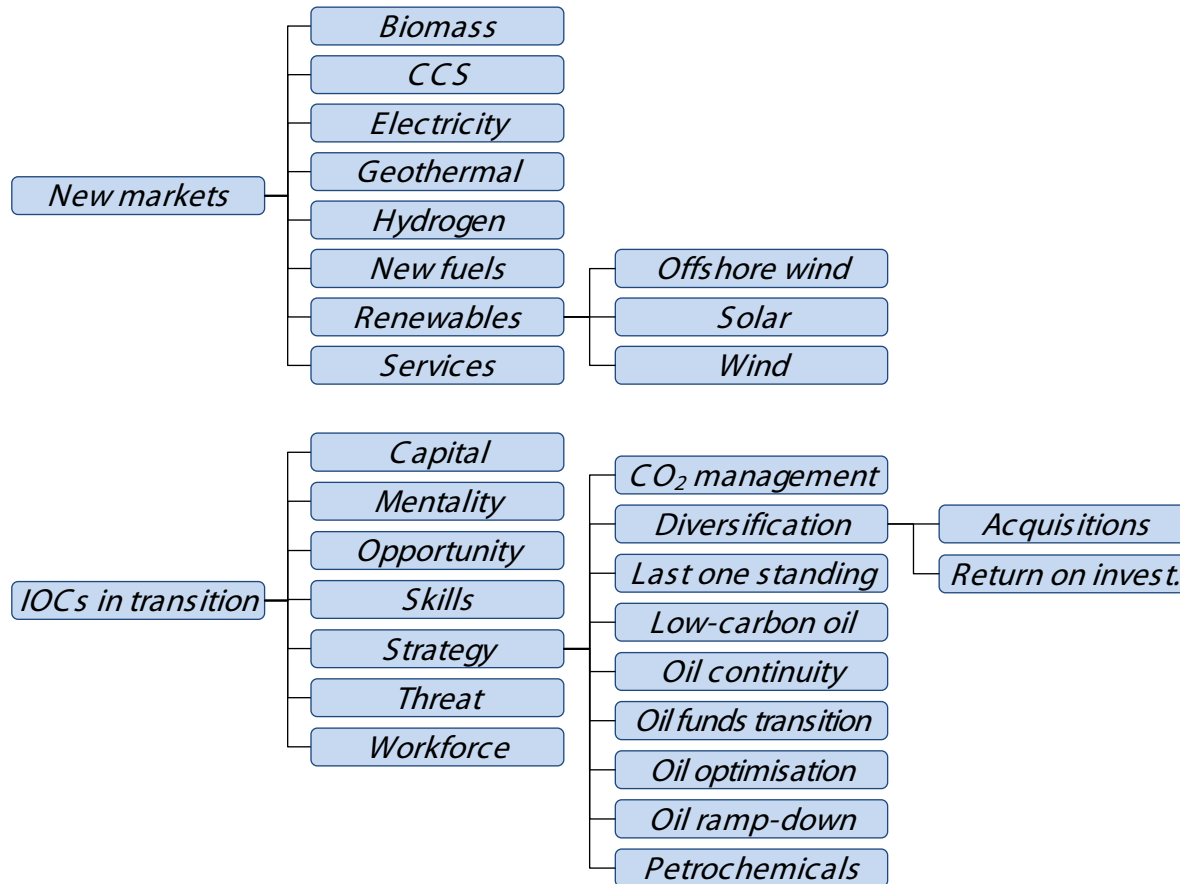 Biomass
CCS
Electricity
Geothermal
New markets
Hydrogen
New fuels
Offshore wind
Renewables
Solar
Services
Wind
Capital
CO₂ management
Mentality
Diversification
Acquisitions
Opportunity
Last one standing
Return on invest.
IOCs in transition
Skills
Low-carbon oil
Strategy
Oil continuity
Threat
Oil funds transition
Workforce
Oil optimisation
Oil ramp-down
Petrochemicals